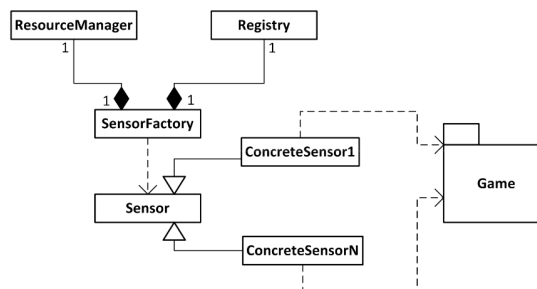 ResourceManager
Registry
1
1
1
1
SensorFactory
ConcreteSensor1
Game
Sensor
ConcreteSensorN